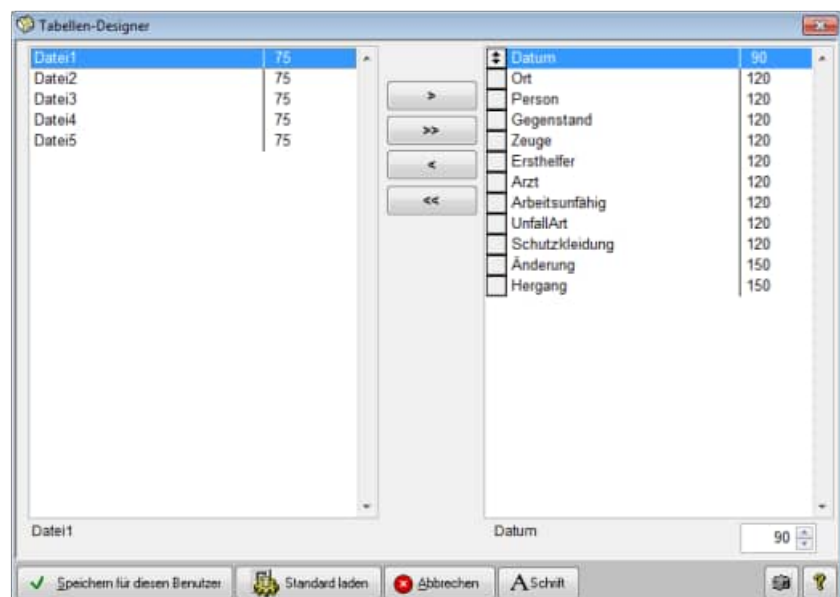 Tabellen-Designer
Datei1 75
Datei2 75
Datei3 75
Datei4 75
Datei5 75
>
>>
<
<<
Datum 90
Ort 120
Person 120
Gegenstand 120
Zeuge 120
Ersthelfer 120
Arzt 120
Arbeitsunfähig 120
UnfallArt 120
Schutzkleidung 120
Änderung 150
Hergang 150
Datei1
Datum
90
Speichern für diesen Benutzer
Standard laden
Abbrechen
A Schrift
?